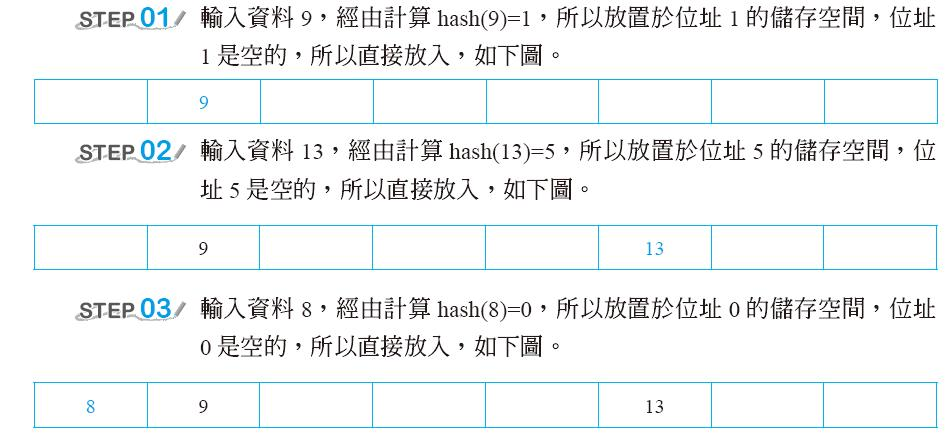 STEP 01 輸入資料 9，經由計算 hash(9)=1，所以放置於位址 1 的儲存空間，位址
1 是空的，所以直接放入，如下圖。
9
STEP 02 輸入資料 13，經由計算 hash(13)=5，所以放置於位址 5 的儲存空間，位
址 5 是空的，所以直接放入，如下圖。
9 13
STEP 03 輸入資料 8，經由計算 hash(8)=0，所以放置於位址 0 的儲存空間，位址
0 是空的，所以直接放入，如下圖。
8 9 13